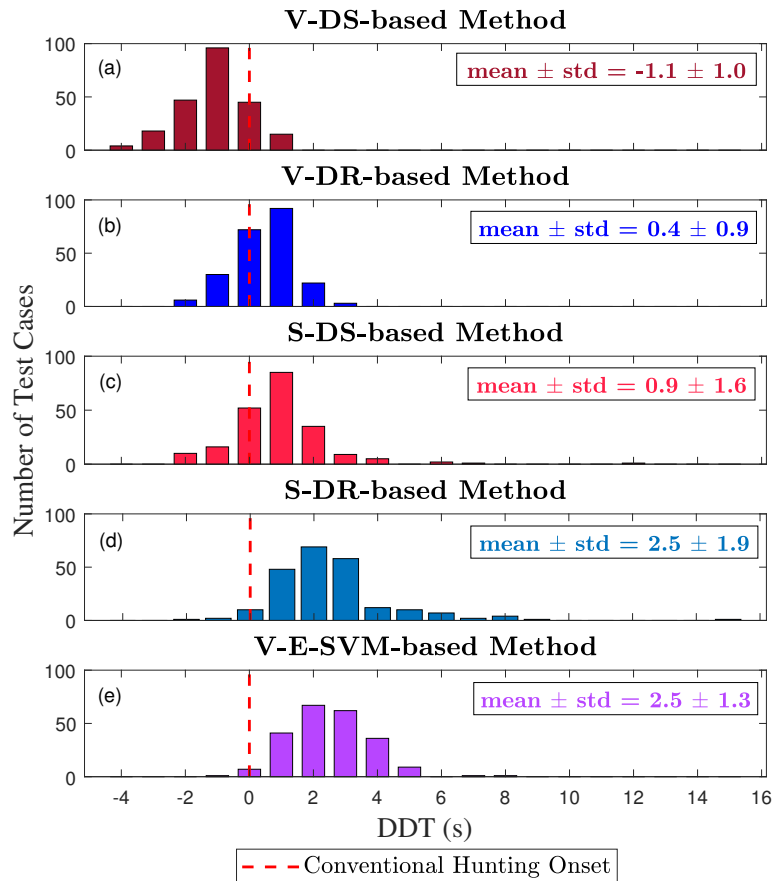 V-DS-based Method
100
50
0
(a)
mean ± std = -1.1 ± 1.0
V-DR-based Method
100
50
0
(b)
mean ± std = 0.4 ± 0.9
S-DS-based Method
100
50
0
(c)
mean ± std = 0.9 ± 1.6
S-DR-based Method
100
50
0
(d)
mean ± std = 2.5 ± 1.9
V-E-SVM-based Method
100
50
0
(e)
mean ± std = 2.5 ± 1.3
Number of Test Cases
-4 -2 0 2 4 6 8 10 12 14 16
DDT (s)
Conventional Hunting Onset